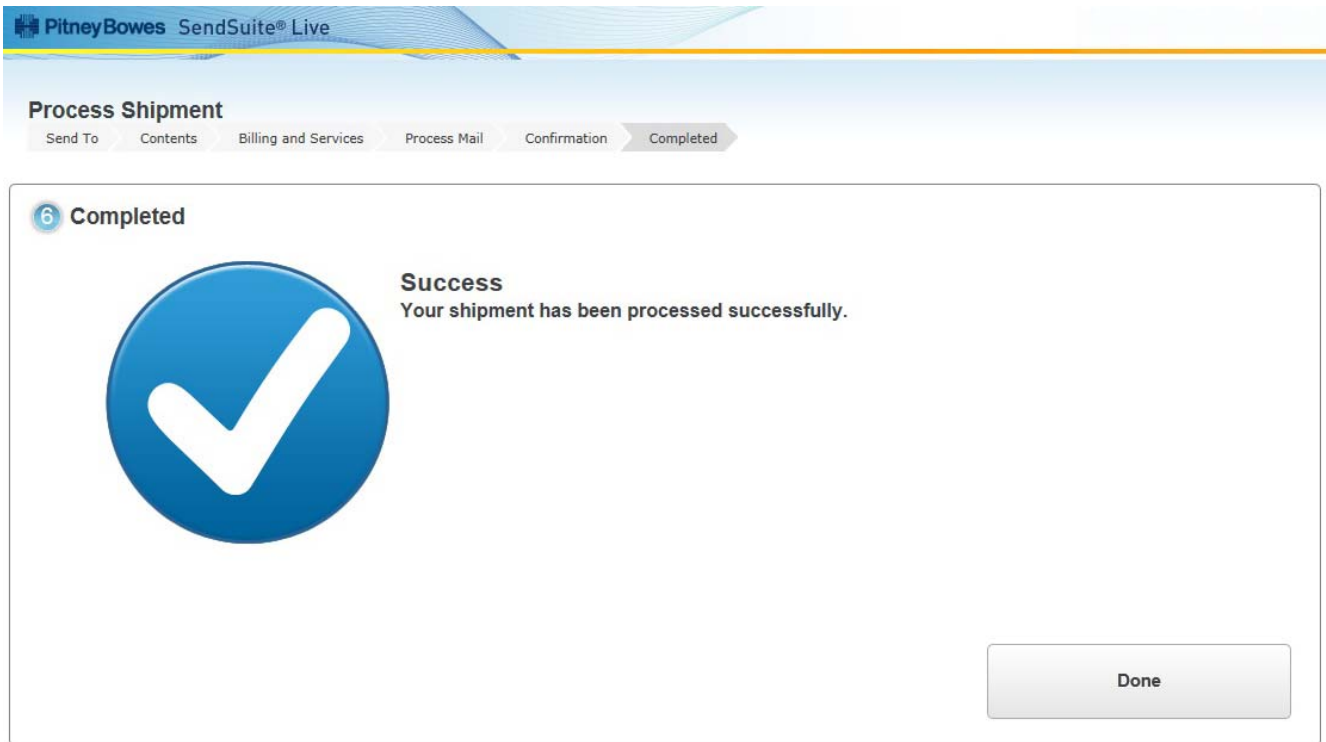 PitneyBowes SendSuite® Live
Process Shipment
Send To Contents Billing and Services Process Mail Confirmation Completed
6 Completed
Success
Your shipment has been processed successfully.
Done